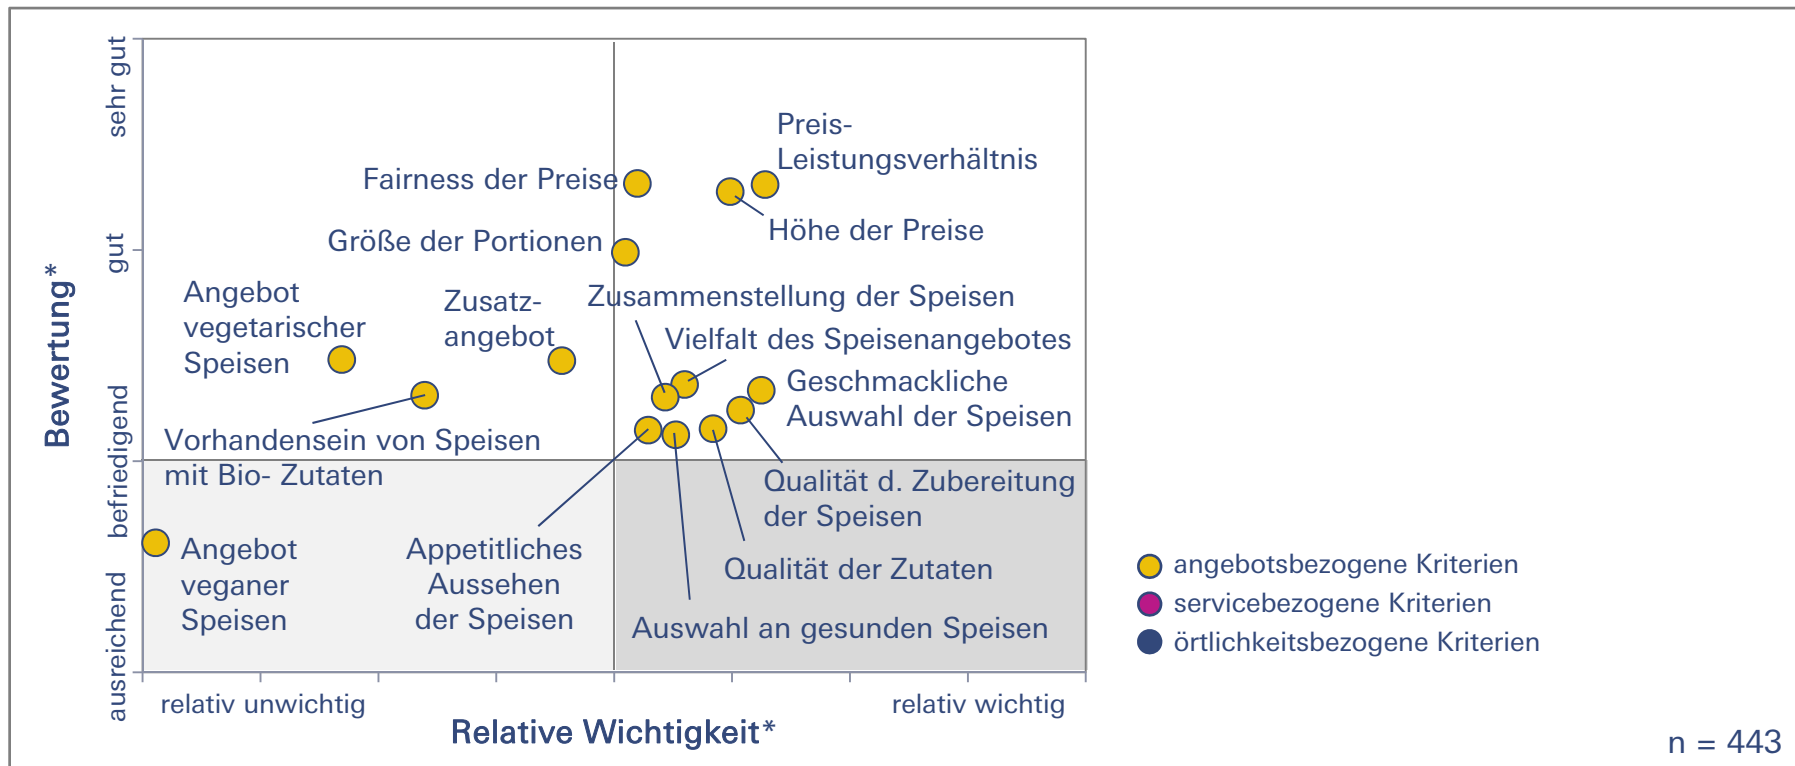 sehr gut
gut
befriedigend
ausreichend
Bewertung*
Preis-
Leistungsverhältnis
Fairness der Preise
Höhe der Preise
Größe der Portionen
Angebot
vegetarischer
Speisen
Zusatz-
angebot
Zusammenstellung der Speisen
Vielfalt des Speisenangebotes
Geschmackliche
Auswahl der Speisen
Vorhandensein von Speisen
mit Bio- Zutaten
Qualität d. Zubereitung
der Speisen
Angebot
veganer
Speisen
Appetitliches
Aussehen
der Speisen
Qualität der Zutaten
Auswahl an gesunden Speisen
angebotsbezogene Kriterien
servicebezogene Kriterien
örtlichkeitsbezogene Kriterien
relativ unwichtig
relativ wichtig
Relative Wichtigkeit*
n = 443